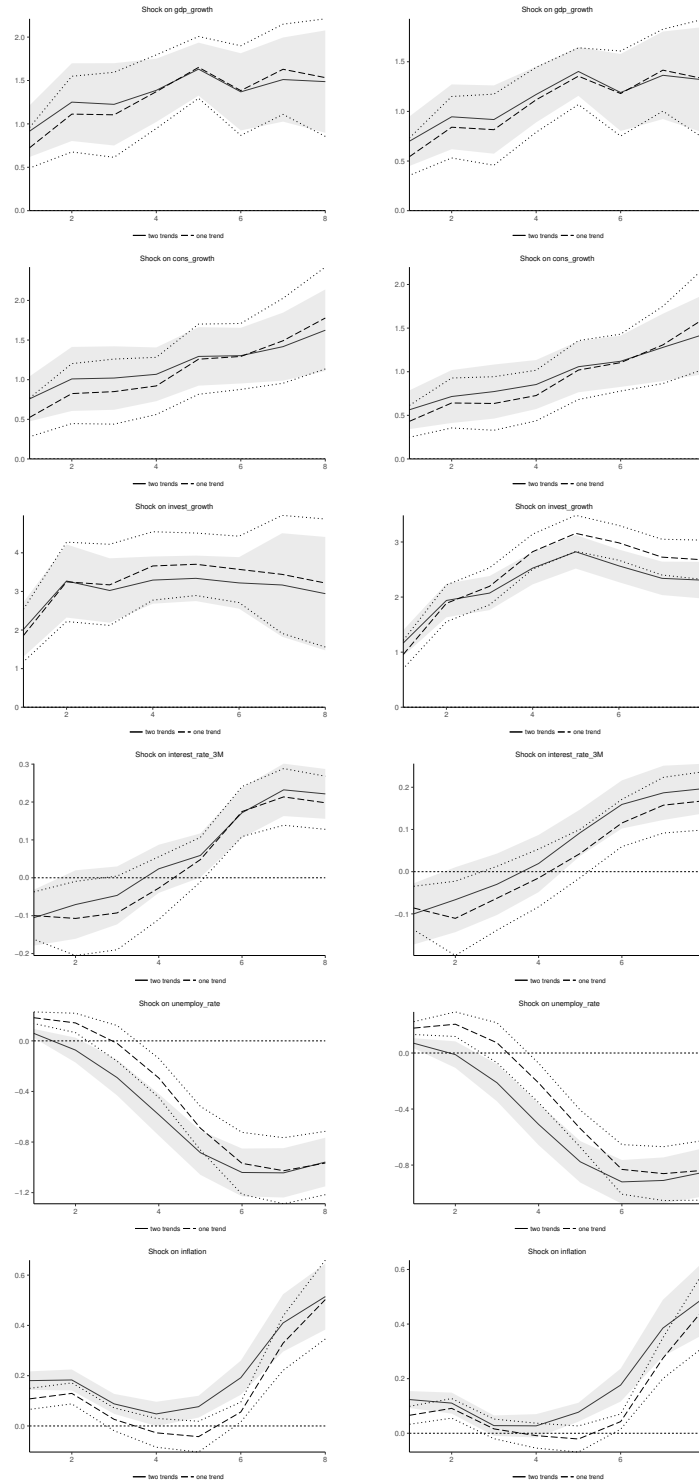 Shock on gdp_growth
2.0
1.5
1.0
0.5
0.0
2 4 6 8
two trends one trend
Shock on gdp_growth
1.5
1.0
0.5
0.0
2 4 6
two trends one trend
Shock on cons_growth
2.0
1.5
1.0
0.5
0.0
2 4 6 8
two trends one trend
Shock on cons_growth
2.0
1.5
1.0
0.5
0.0
2 4 6
two trends one trend
Shock on invest_growth
4
3
2
1
0
2 4 6 8
two trends one trend
Shock on invest_growth
3
2
1
0
2 4 6
two trends one trend
Shock on interest_rate_3M
0.3
0.2
0.1
0.0
−0.1
−0.2
2 4 6 8
two trends one trend
Shock on interest_rate_3M
0.2
0.1
0.0
−0.1
2 4 6
two trends one trend
Shock on unemploy_rate
0.0
−0.4
−0.8
−1.2
2 4 6 8
two trends one trend
Shock on unemploy_rate
0.0
−0.4
−0.8
2 4 6
two trends one trend
Shock on inflation
0.6
0.4
0.2
0.0
2 4 6 8
two trends one trend
Shock on inflation
0.6
0.4
0.2
0.0
2 4 6
two trends one trend